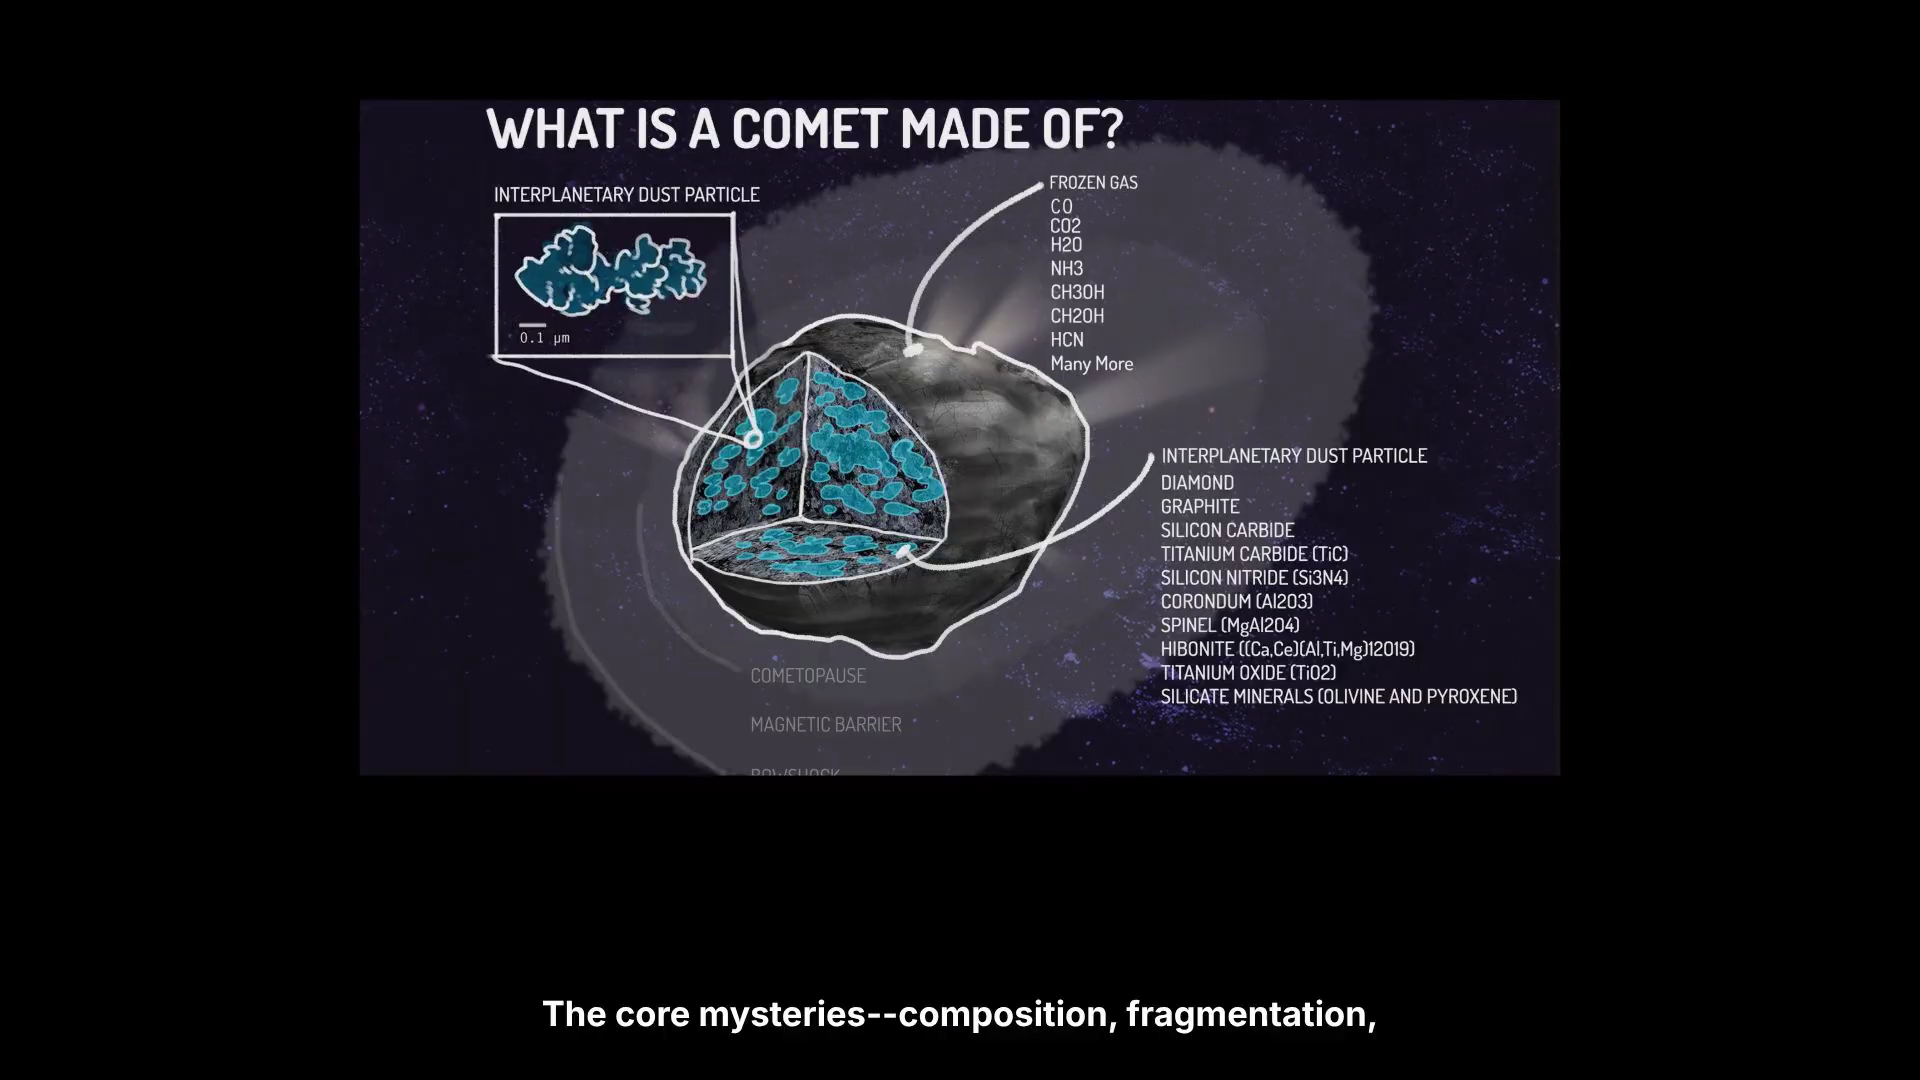 WHAT IS A COMET MADE OF?
INTERPLANETARY DUST PARTICLE
0.1 µm
FROZEN GAS
CO
CO2
H2O
NH3
CH3OH
CH2OH
HCN
Many More
INTERPLANETARY DUST PARTICLE
DIAMOND
GRAPHITE
SILICON CARBIDE
TITANIUM CARBIDE (TiC)
SILICON NITRIDE (Si3N4)
CORONDUM (Al2O3)
SPINEL (MgAl2O4)
HIBONITE ((Ca,Ce)(Al,Ti,Mg)12O19)
TITANIUM OXIDE (TiO2)
SILICATE MINERALS (OLIVINE AND PYROXENE)
COMETOPAUSE
MAGNETIC BARRIER
BOWSHOCK
The core mysteries--composition, fragmentation,